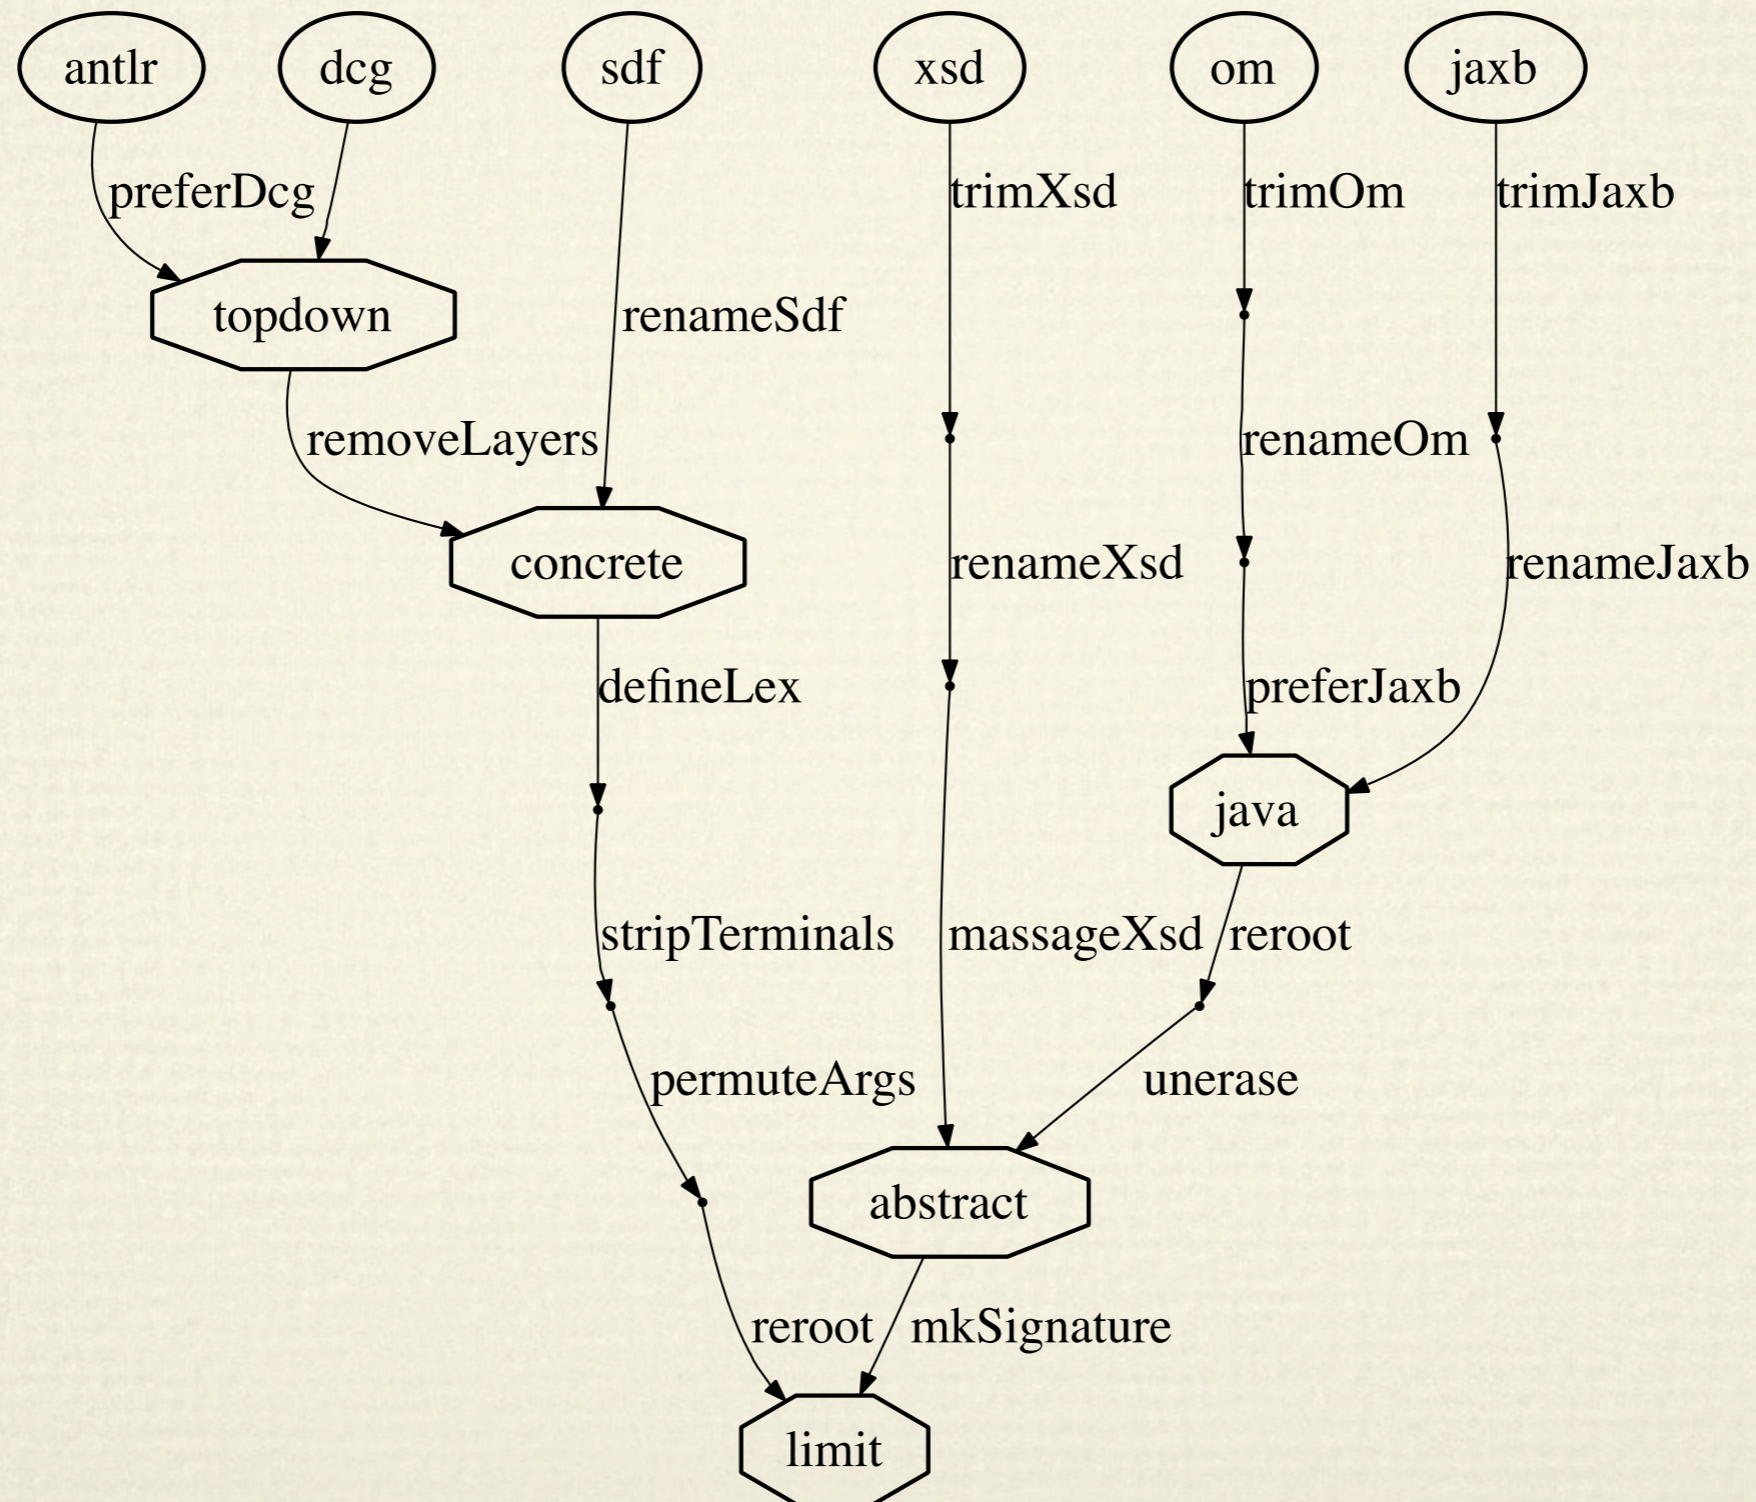 antlr
dcg
sdf
xsd
om
jaxb
preferDcg
trimXsd
trimOm
trimJaxb
topdown
renameSdf
removeLayers
renameOm
concrete
renameXsd
renameJaxb
defineLex
preferJaxb
java
stripTerminals
massageXsd
reroot
permuteArgs
unerase
abstract
reroot
mkSignature
limit